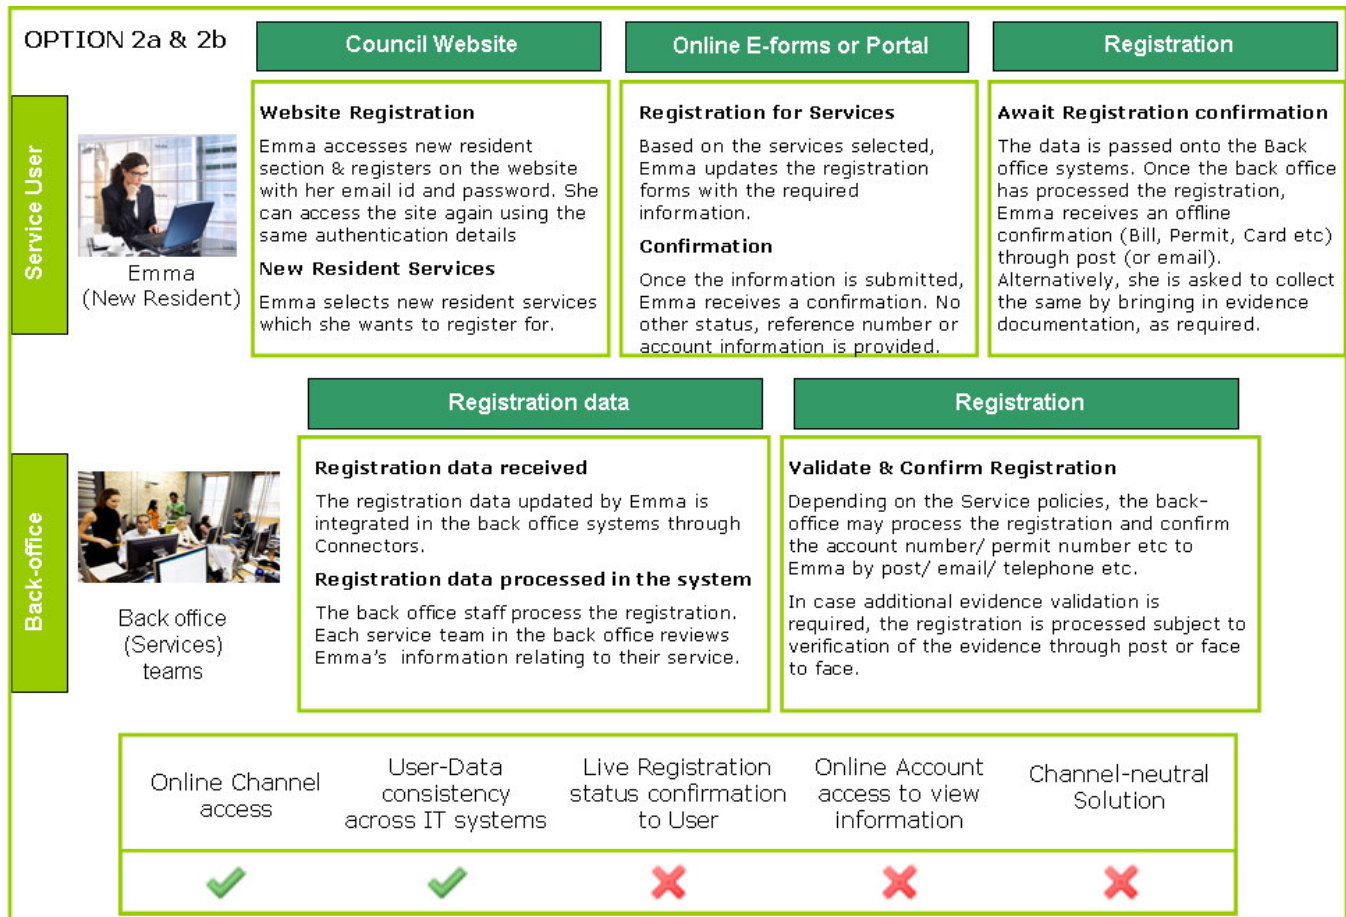 OPTION 2a & 2b
Council Website
Online E-forms or Portal
Registration
Service User
Emma
(New Resident)
Website Registration
Emma accesses new resident
section & registers on the website
with her email id and password. She
can access the site again using the
same authentication details
New Resident Services
Emma selects new resident services
which she wants to register for.
Registration for Services
Based on the services selected,
Emma updates the registration
forms with the required
information.
Confirmation
Once the information is submitted,
Emma receives a confirmation. No
other status, reference number or
account information is provided.
Await Registration confirmation
The data is passed onto the Back
office systems. Once the back office
has processed the registration,
Emma receives an offline
confirmation (Bill, Permit, Card etc)
through post (or email).
Alternatively, she is asked to collect
the same by bringing in evidence
documentation, as required.
Registration data
Registration
Back-office
Back office
(Services)
teams
Registration data received
The registration data updated by Emma is
integrated in the back office systems through
Connectors.
Registration data processed in the system
The back office staff process the registration.
Each service team in the back office reviews
Emma's information relating to their service.
Validate & Confirm Registration
Depending on the Service policies, the back-
office may process the registration and confirm
the account number/ permit number etc to
Emma by post/ email/ telephone etc.
In case additional evidence validation is
required, the registration is processed subject to
verification of the evidence through post or face
to face.
Online Channel
access
User-Data
consistency
across IT systems
Live Registration
status confirmation
to User
Online Account
access to view
information
Channel-neutral
Solution